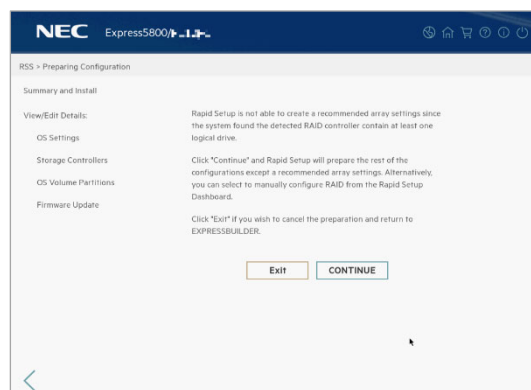 NEC Express5800/
RSS > Preparing Configuration
Summary and Install
View/Edit Details:
OS Settings
Storage Controllers
OS Volume Partitions
Firmware Update
Rapid Setup is not able to create a recommended array settings since
the system found the detected RAID controller contain at least one
logical drive.
Click "Continue" and Rapid Setup will prepare the rest of the
configurations except a recommended array settings. Alternatively,
you can select to manually configure RAID from the Rapid Setup
Dashboard.
Click "Exit" if you wish to cancel the preparation and return to
EXPRESSBUILDER.
Exit
CONTINUE